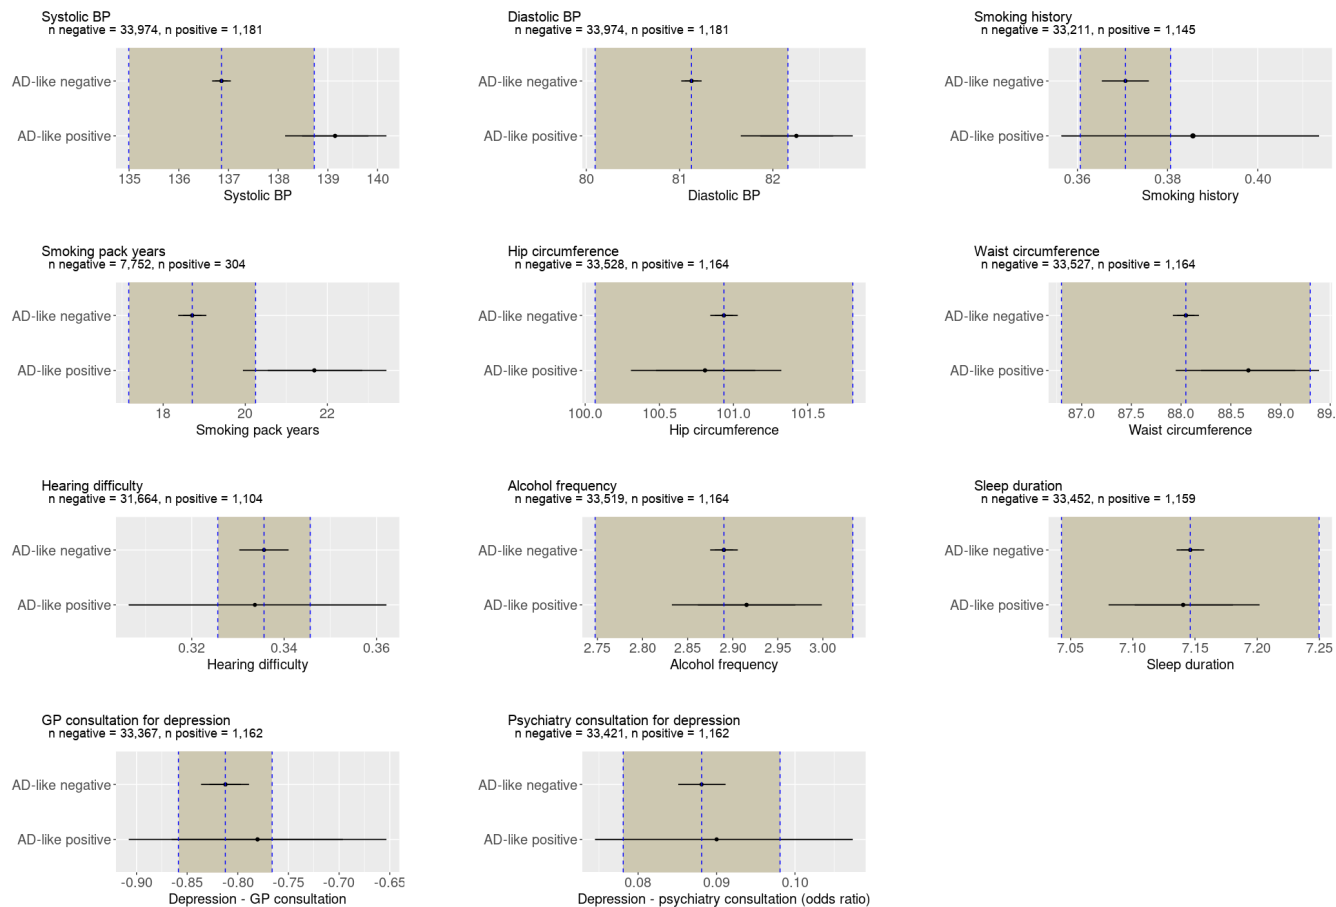 Systolic BP
n negative = 33,974, n positive = 1,181
AD-like negative
AD-like positive
135 136 137 138 139 140
Systolic BP
Diastolic BP
n negative = 33,974, n positive = 1,181
AD-like negative
AD-like positive
80 81 82
Diastolic BP
Smoking history
n negative = 33,211, n positive = 1,145
AD-like negative
AD-like positive
0.36 0.38 0.40
Smoking history
Smoking pack years
n negative = 7,752, n positive = 304
AD-like negative
AD-like positive
18 20 22
Smoking pack years
Hip circumference
n negative = 33,528, n positive = 1,164
AD-like negative
AD-like positive
100.0 100.5 101.0 101.5
Hip circumference
Waist circumference
n negative = 33,527, n positive = 1,164
AD-like negative
AD-like positive
87.0 87.5 88.0 88.5 89.0 89.
Waist circumference
Hearing difficulty
n negative = 31,664, n positive = 1,104
AD-like negative
AD-like positive
0.32 0.34 0.36
Hearing difficulty
Alcohol frequency
n negative = 33,519, n positive = 1,164
AD-like negative
AD-like positive
2.75 2.80 2.85 2.90 2.95 3.00
Alcohol frequency
Sleep duration
n negative = 33,452, n positive = 1,159
AD-like negative
AD-like positive
7.05 7.10 7.15 7.20 7.25
Sleep duration
GP consultation for depression
n negative = 33,367, n positive = 1,162
AD-like negative
AD-like positive
-0.90 -0.85 -0.80 -0.75 -0.70 -0.65
Depression - GP consultation
Psychiatry consultation for depression
n negative = 33,421, n positive = 1,162
AD-like negative
AD-like positive
0.08 0.09 0.10
Depression - psychiatry consultation (odds ratio)